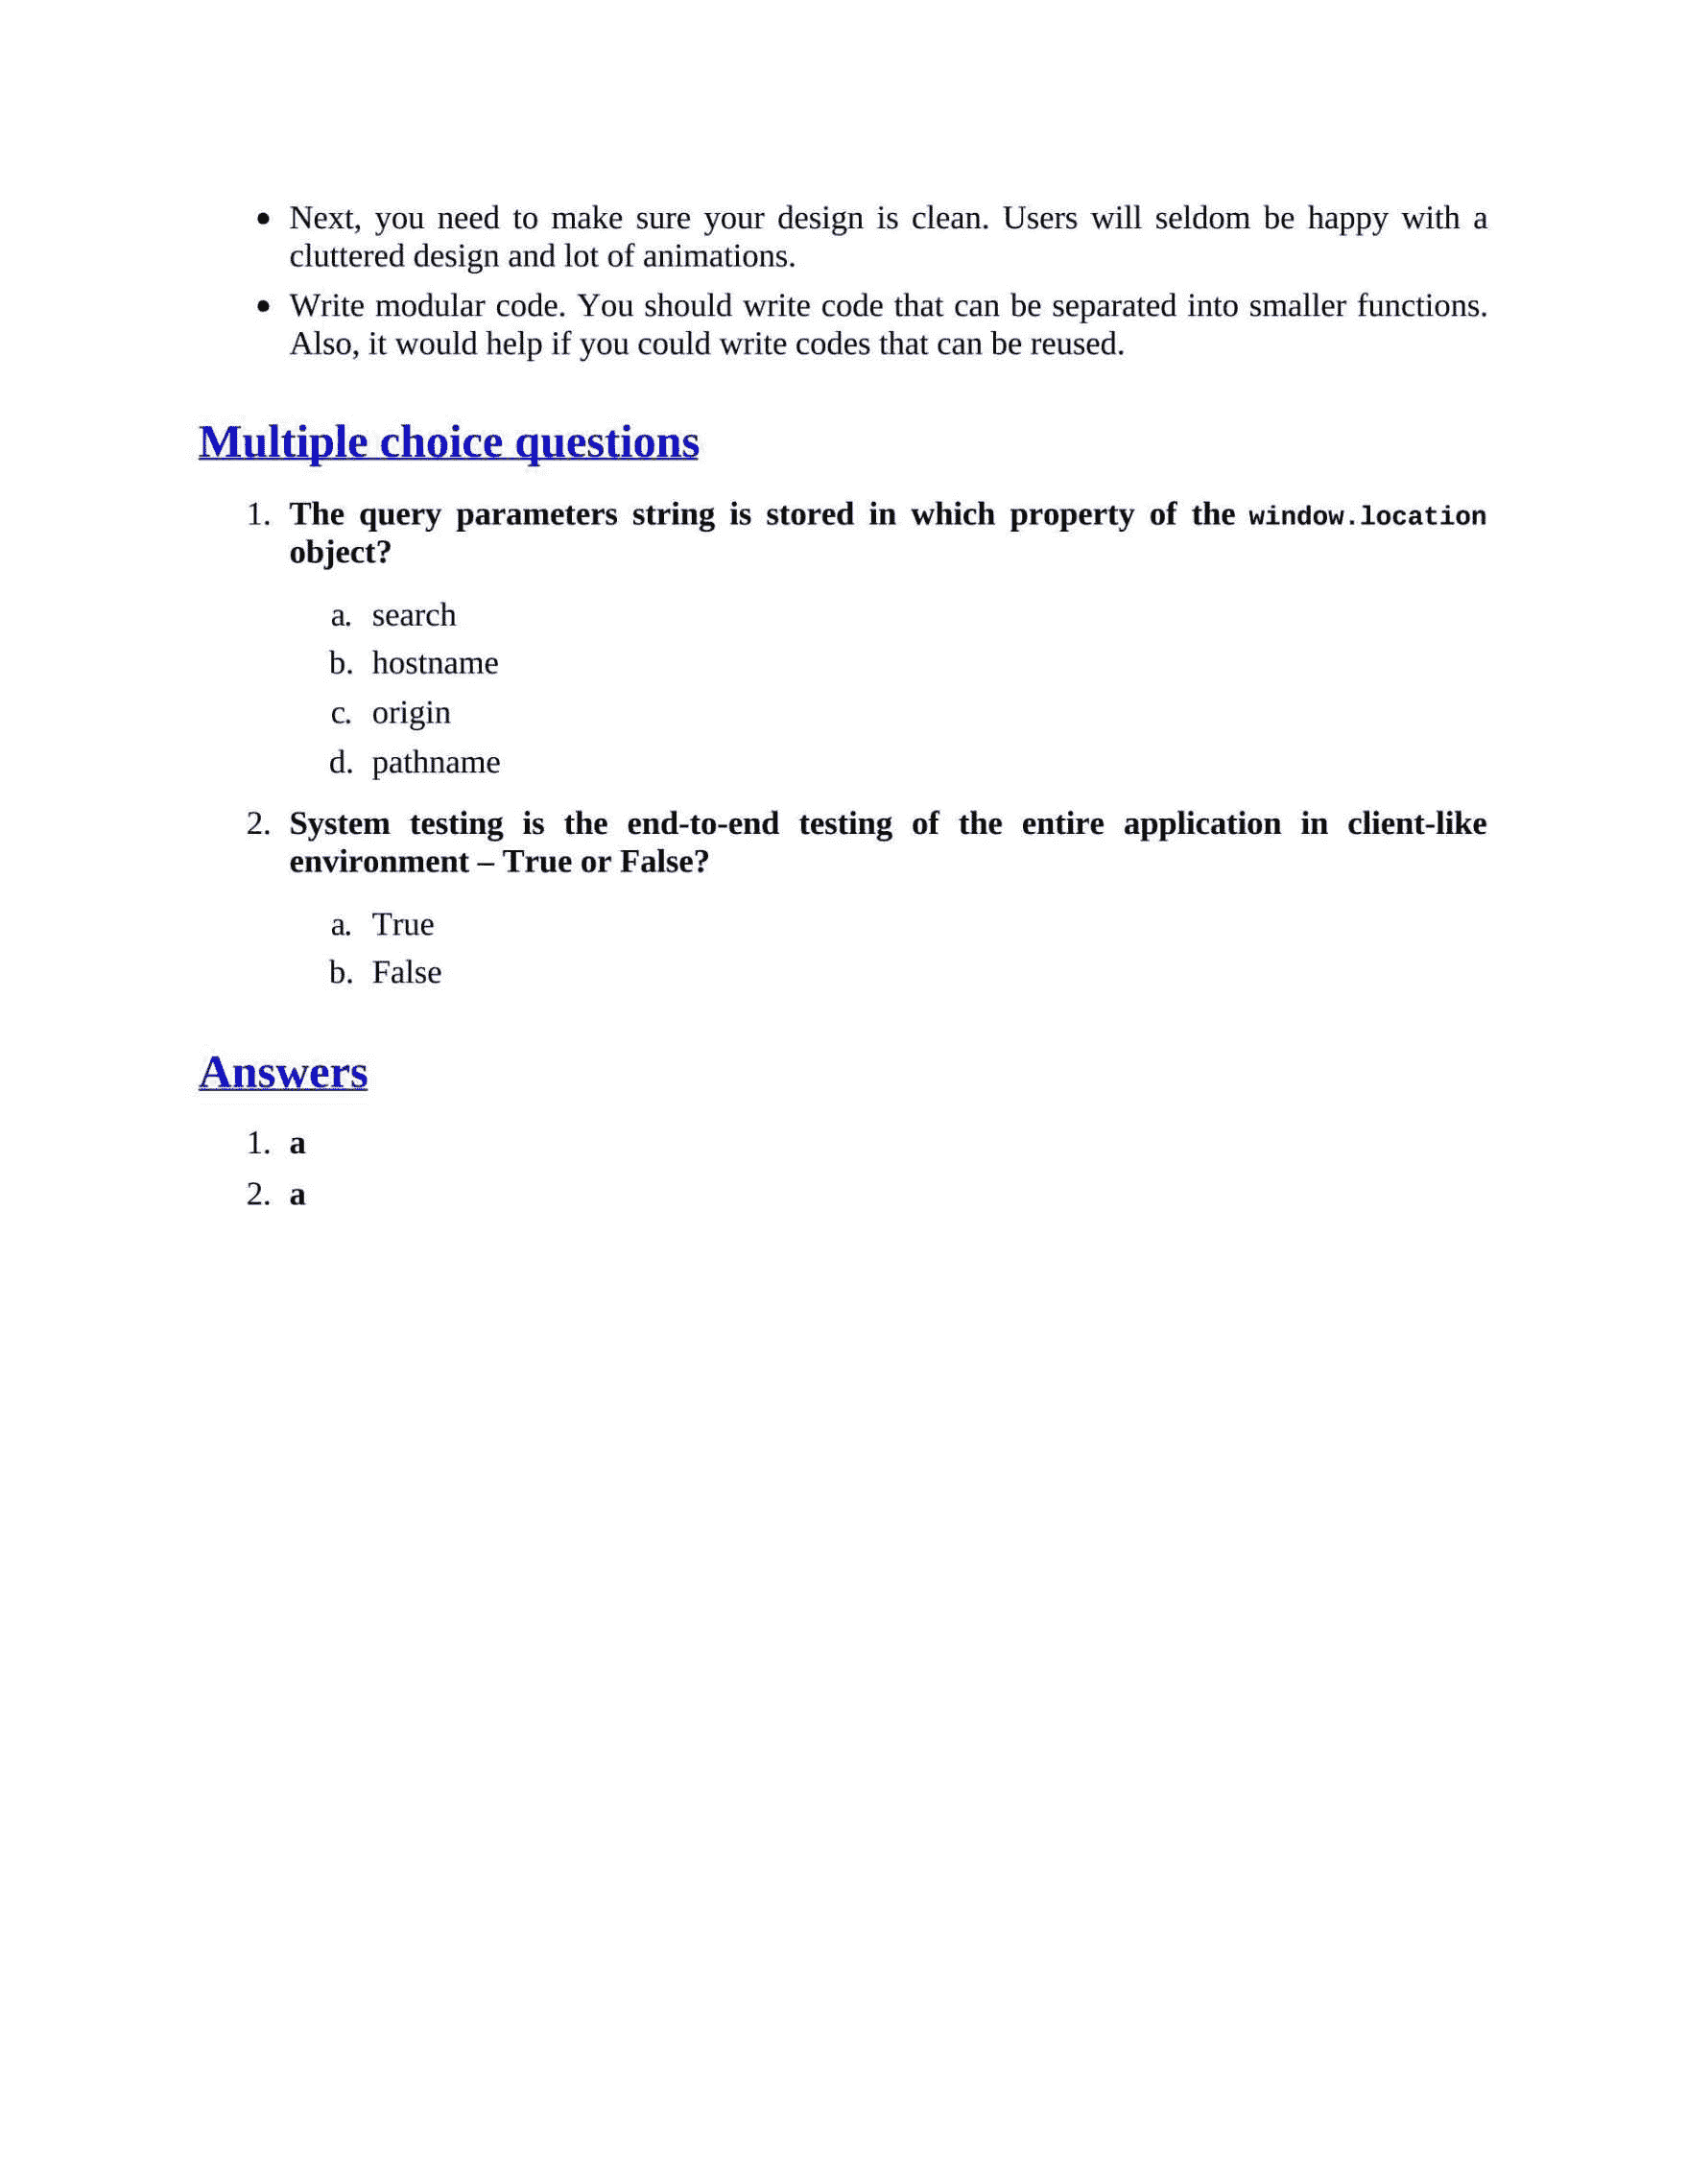 • Next, you need to make sure your design is clean. Users will seldom be happy with a
cluttered design and lot of animations.
• Write modular code. You should write code that can be separated into smaller functions.
Also, it would help if you could write codes that can be reused.
Multiple choice questions
1. The query parameters string is stored in which property of the window.location
object?
a. search
b. hostname
c. origin
d. pathname
2. System testing is the end-to-end testing of the entire application in client-like
environment – True or False?
a. True
b. False
Answers
1. a
2. a